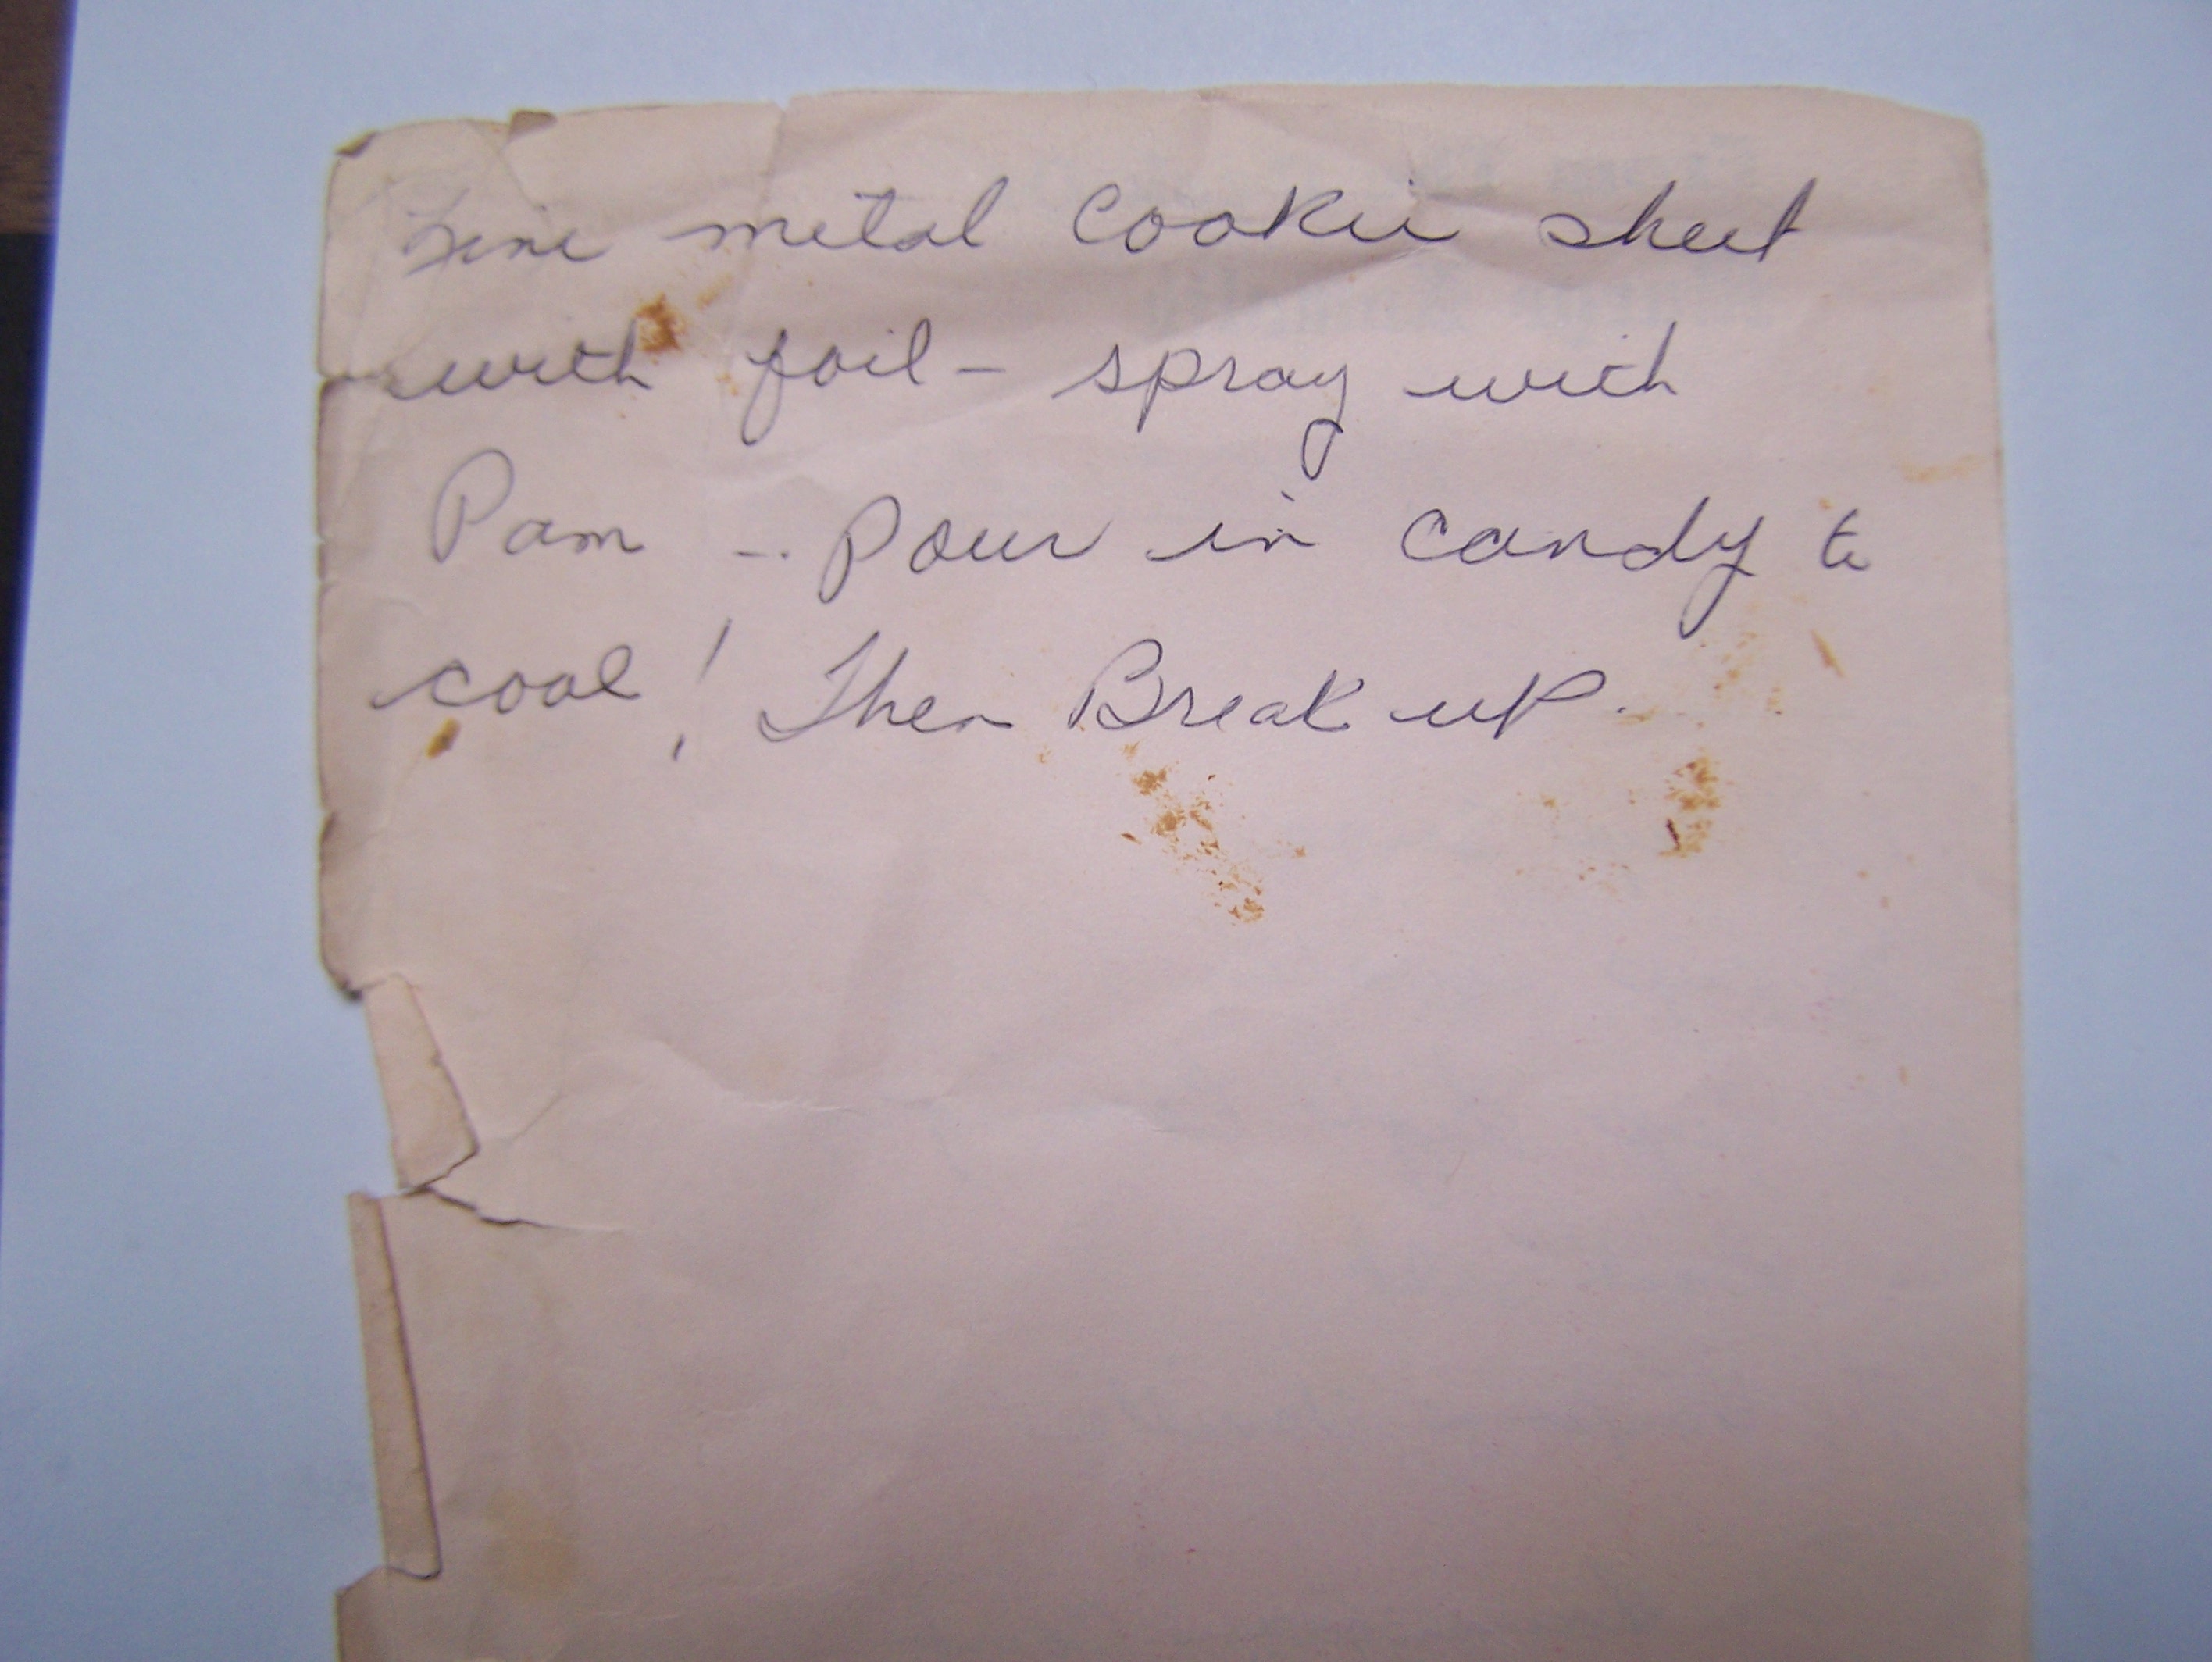 Line metal Cookie sheet
with foil - spray with
Pam - . Pour in candy to
cool! Then Break up.